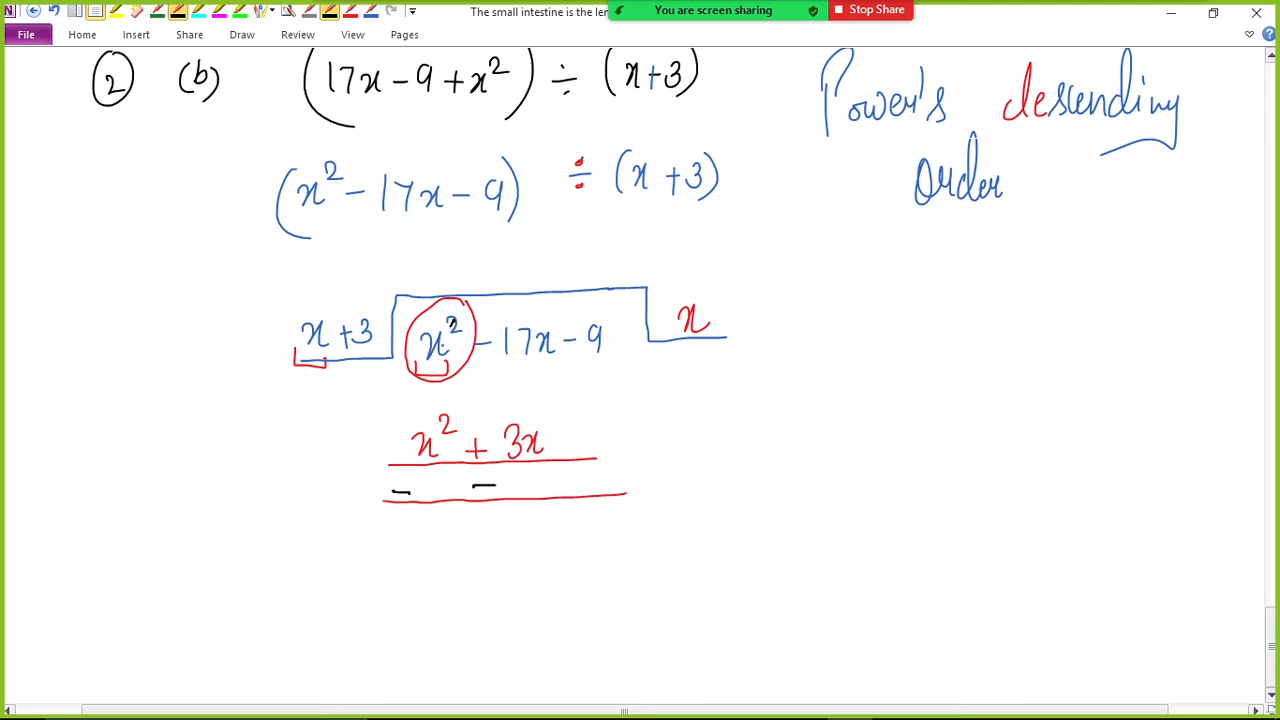 The small intestine is the len
You are screen sharing
Stop Share
File Home Insert Share Draw Review View Pages
2 (b) (17x - 9 + x²) ÷ (x+3)
Power's descending
order
(x² - 17x - 9) ÷ (x + 3)
x + 3 x² - 17x - 9 x
x² + 3x
- -